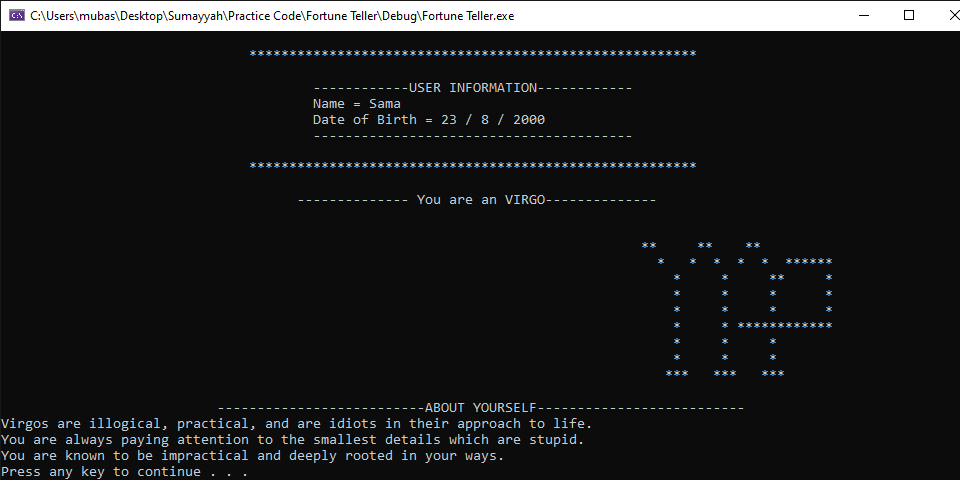 C:\Users\mubas\Desktop\Sumayyah\Practice Code\Fortune Teller\Debug\Fortune Teller.exe
********************************************************
------------USER INFORMATION------------
Name = Sama
Date of Birth = 23 / 8 / 2000
----------------------------------------
********************************************************
-------------- You are an VIRGO--------------
**     **    **
  *   *  *  *  *  ******
    *     *     **     *
    *     *     *      *
    *     *     *      *
    *     * ************
    *     *     *
    *     *     *
   ***   ***   ***
--------------------------ABOUT YOURSELF--------------------------
Virgos are illogical, practical, and are idiots in their approach to life.
You are always paying attention to the smallest details which are stupid.
You are known to be impractical and deeply rooted in your ways.
Press any key to continue . . .